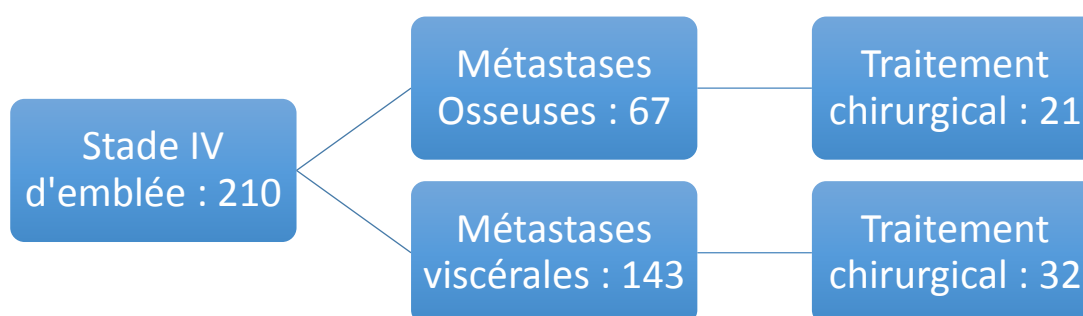 Stade IV
d'emblée : 210
Métastases
Osseuses : 67
Traitement
chirurgical : 21
Métastases
viscérales : 143
Traitement
chirurgical : 32